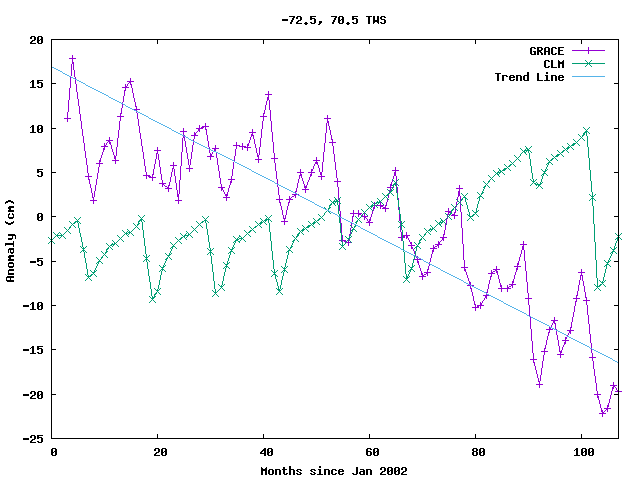 -72.5, 70.5 TWS
GRACE
CLM
Trend Line
20
15
10
5
0
-5
-10
-15
-20
-25
Anomaly (cm)
0 20 40 60 80 100
Months since Jan 2002